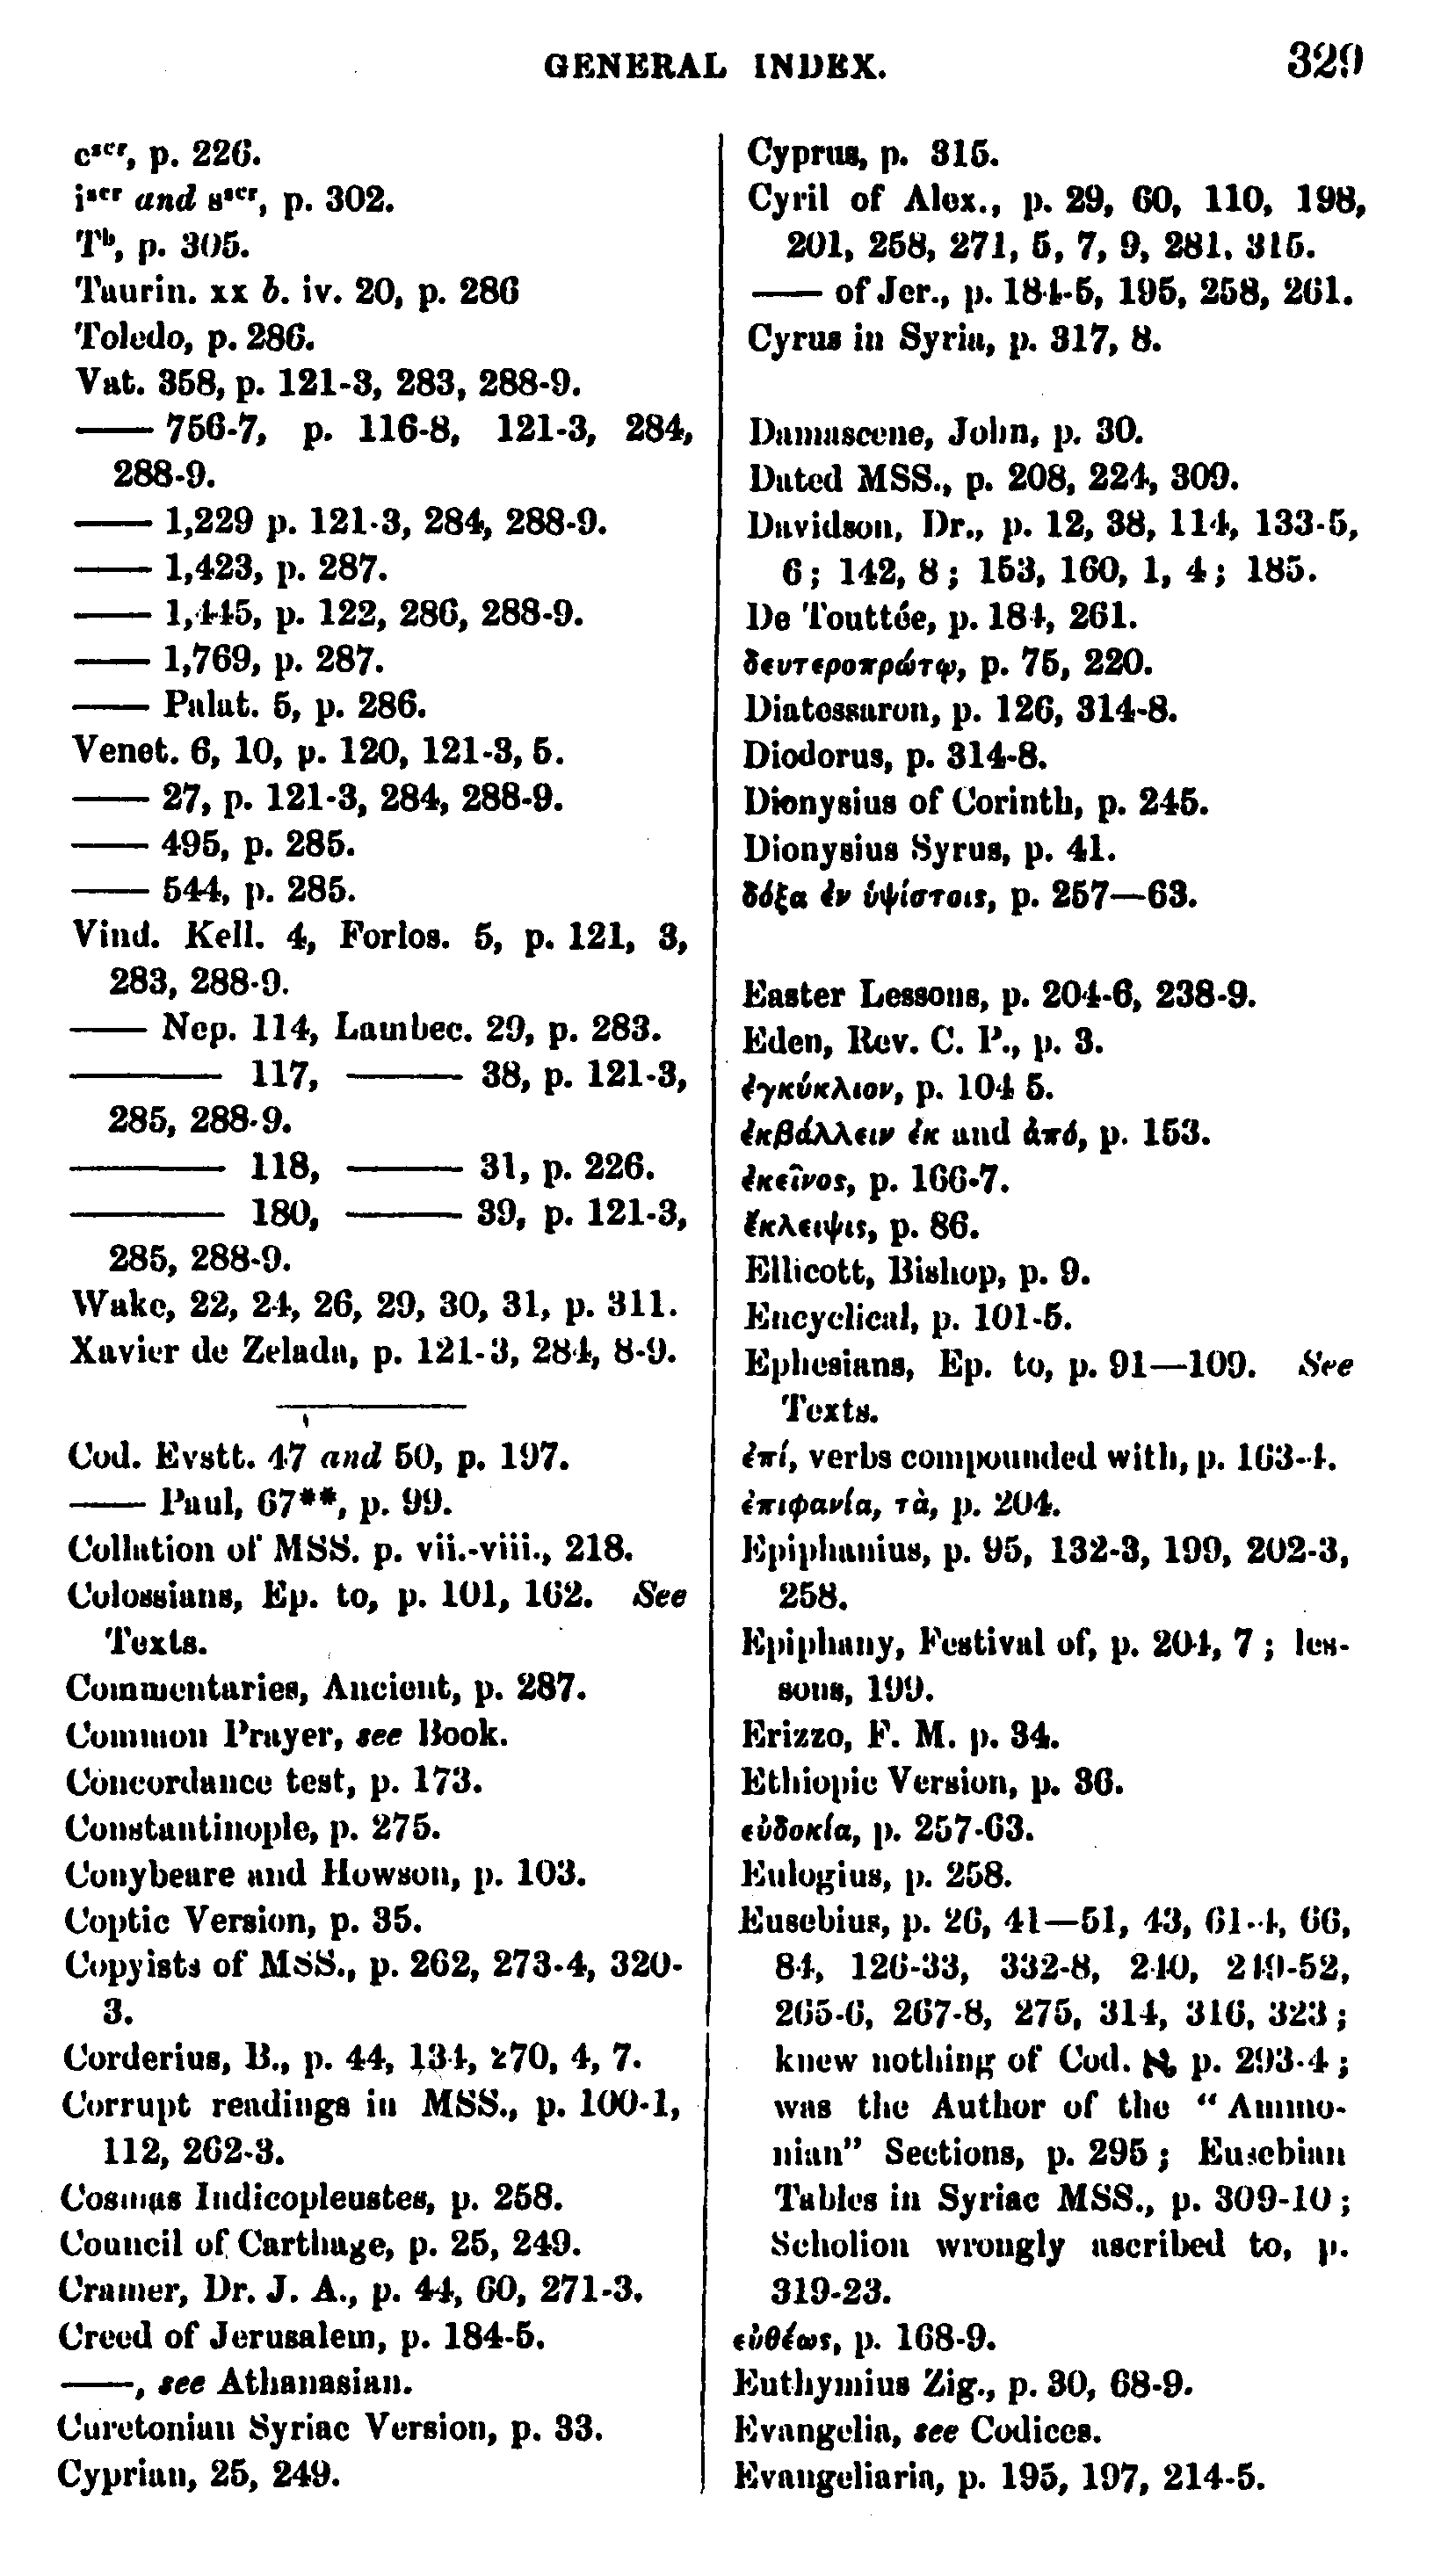 GENERAL INDEX. 329
cˢᶜʳ, p. 226.
iˢᶜʳ and sˢᶜʳ, p. 302.
Tᵇ, p. 305.
Taurin. xx b. iv. 20, p. 286
Toledo, p. 286.
Vat. 358, p. 121-3, 283, 288-9.
—— 756-7, p. 116-8, 121-3, 284,
288-9.
—— 1,229 p. 121-3, 284, 288-9.
—— 1,423, p. 287.
—— 1,445, p. 122, 286, 288-9.
—— 1,769, p. 287.
—— Palat. 5, p. 286.
Venet. 6, 10, p. 120, 121-3, 5.
—— 27, p. 121-3, 284, 288-9.
—— 495, p. 285.
—— 544, p. 285.
Vind. Kell. 4, Forlos. 5, p. 121, 3,
283, 288-9.
—— Nep. 114, Lambec. 29, p. 283.
———— 117, ——— 38, p. 121-3,
285, 288-9.
———— 118, ——— 31, p. 226.
———— 180, ——— 39, p. 121-3,
285, 288-9.
Wake, 22, 24, 26, 29, 30, 31, p. 311.
Xavier de Zelada, p. 121-3, 284, 8-9.
Cod. Evstt. 47 and 50, p. 197.
—— Paul, 67**, p. 99.
Collation of MSS. p. vii.-viii., 218.
Colossians, Ep. to, p. 101, 162. See
Texts.
Commentaries, Ancient, p. 287.
Common Prayer, see Book.
Concordance test, p. 173.
Constantinople, p. 275.
Conybeare and Howson, p. 103.
Coptic Version, p. 35.
Copyists of MSS., p. 262, 273-4, 320-
3.
Corderius, B., p. 44, 134, 270, 4, 7.
Corrupt readings in MSS., p. 100-1,
112, 262-3.
Cosmas Indicopleustes, p. 258.
Council of Carthage, p. 25, 249.
Cramer, Dr. J. A., p. 44, 60, 271-3.
Creed of Jerusalem, p. 184-5.
——, see Athanasian.
Curetonian Syriac Version, p. 33.
Cyprian, 25, 249.
Cyprus, p. 315.
Cyril of Alex., p. 29, 60, 110, 198,
201, 258, 271, 5, 7, 9, 281, 315.
—— of Jer., p. 184-5, 195, 258, 261.
Cyrus in Syria, p. 317, 8.
Damascene, John, p. 30.
Dated MSS., p. 208, 224, 309.
Davidson, Dr., p. 12, 38, 114, 133-5,
6; 142, 8; 153, 160, 1, 4; 185.
De Touttée, p. 184, 261.
δευτεροπρώτῳ, p. 75, 220.
Diatessaron, p. 126, 314-8.
Diodorus, p. 314-8.
Dionysius of Corinth, p. 245.
Dionysius Syrus, p. 41.
δόξα ἐν ὑψίστοις, p. 257—63.
Easter Lessons, p. 204-6, 238-9.
Eden, Rev. C. P., p. 3.
ἐγκύκλιον, p. 104 5.
ἐκβάλλειν ἐκ and ἀπό, p. 153.
ἐκεῖνος, p. 166-7.
ἔκλειψις, p. 86.
Ellicott, Bishop, p. 9.
Encyclical, p. 101-5.
Ephesians, Ep. to, p. 91—109. See
Texts.
ἐπί, verbs compounded with, p. 163-4.
ἐπιφανία, τὰ, p. 204.
Epiphanius, p. 95, 132-3, 199, 202-3,
258.
Epiphany, Festival of, p. 204, 7; les-
sons, 199.
Erizzo, F. M. p. 34.
Ethiopic Version, p. 36.
εὐδοκία, p. 257-63.
Eulogius, p. 258.
Eusebius, p. 26, 41—51, 43, 61-4, 66,
84, 126-33, 332-8, 240, 249-52,
265-6, 267-8, 275, 314, 316, 323;
knew nothing of Cod. ℵ, p. 293-4;
was the Author of the “Ammo-
nian” Sections, p. 295; Eusebian
Tables in Syriac MSS., p. 309-10;
Scholion wrongly ascribed to, p.
319-23.
εὐθέως, p. 168-9.
Euthymius Zig., p. 30, 68-9.
Evangelia, see Codices.
Evangeliaria, p. 195, 197, 214-5.